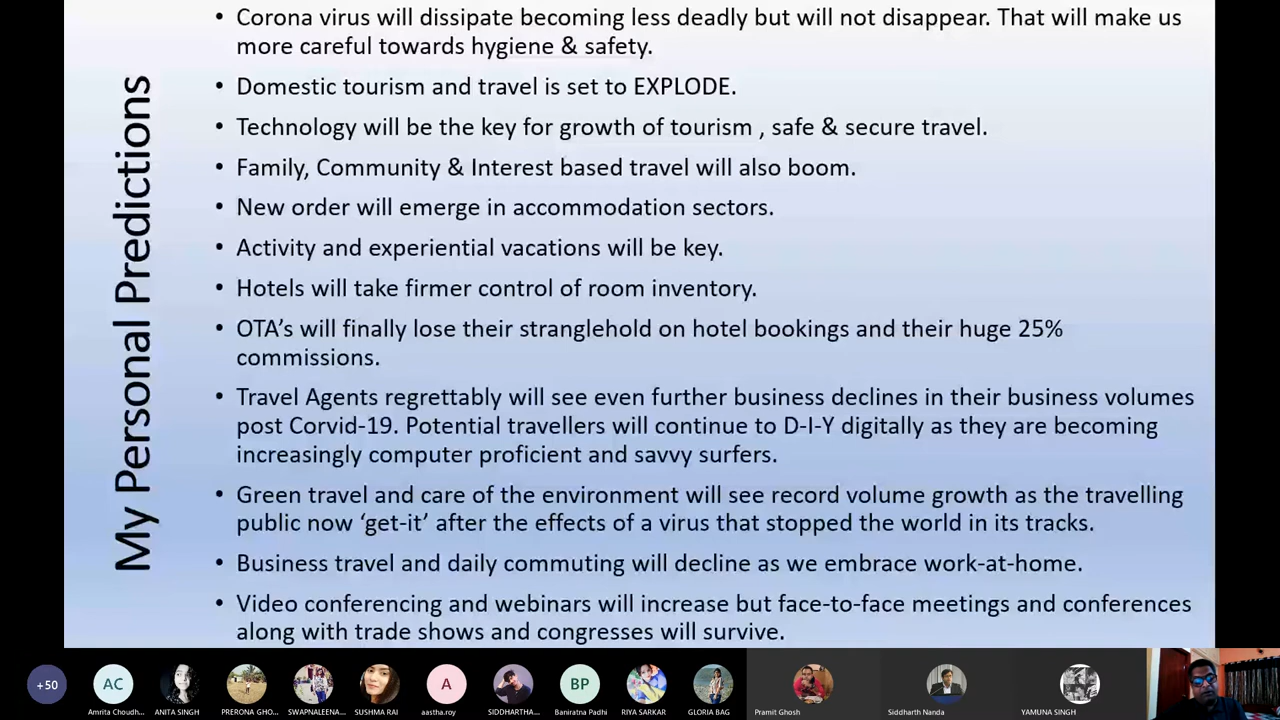 My Personal Predictions
• Corona virus will dissipate becoming less deadly but will not disappear. That will make us
more careful towards hygiene & safety.
• Domestic tourism and travel is set to EXPLODE.
• Technology will be the key for growth of tourism , safe & secure travel.
• Family, Community & Interest based travel will also boom.
• New order will emerge in accommodation sectors.
• Activity and experiential vacations will be key.
• Hotels will take firmer control of room inventory.
• OTA’s will finally lose their stranglehold on hotel bookings and their huge 25%
commissions.
• Travel Agents regrettably will see even further business declines in their business volumes
post Corvid-19. Potential travellers will continue to D-I-Y digitally as they are becoming
increasingly computer proficient and savvy surfers.
• Green travel and care of the environment will see record volume growth as the travelling
public now ‘get-it’ after the effects of a virus that stopped the world in its tracks.
• Business travel and daily commuting will decline as we embrace work-at-home.
• Video conferencing and webinars will increase but face-to-face meetings and conferences
along with trade shows and congresses will survive.
+50 AC A BP
Amrita Choudh... ANITA SINGH PRERONA GHO... SWAPNALEENA... SUSHMA RAI aastha.roy SIDDHARTHA... Baniratna Padhi RIYA SARKAR GLORIA BAG Pramit Ghosh Siddharth Nanda YAMUNA SINGH